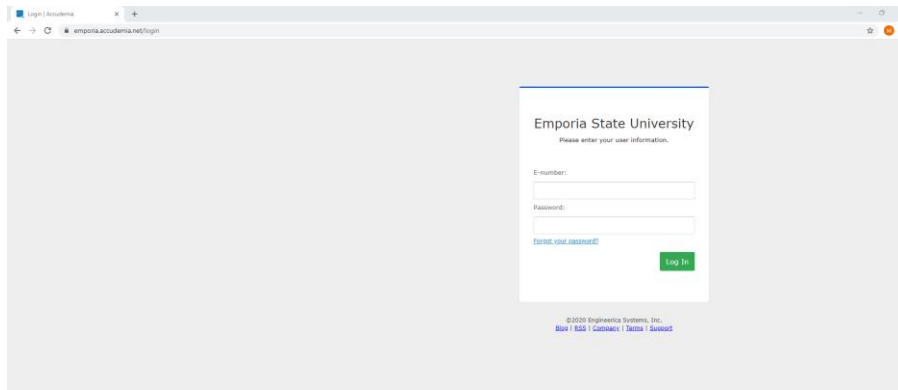 Login | Accudemia
emporia.accudemia.net/login
Emporia State University
Please enter your user information.
E-number:
Password:
Forgot your password?
Log In
©2020 Engineerica Systems, Inc.
Blog | RSS | Company | Terms | Support